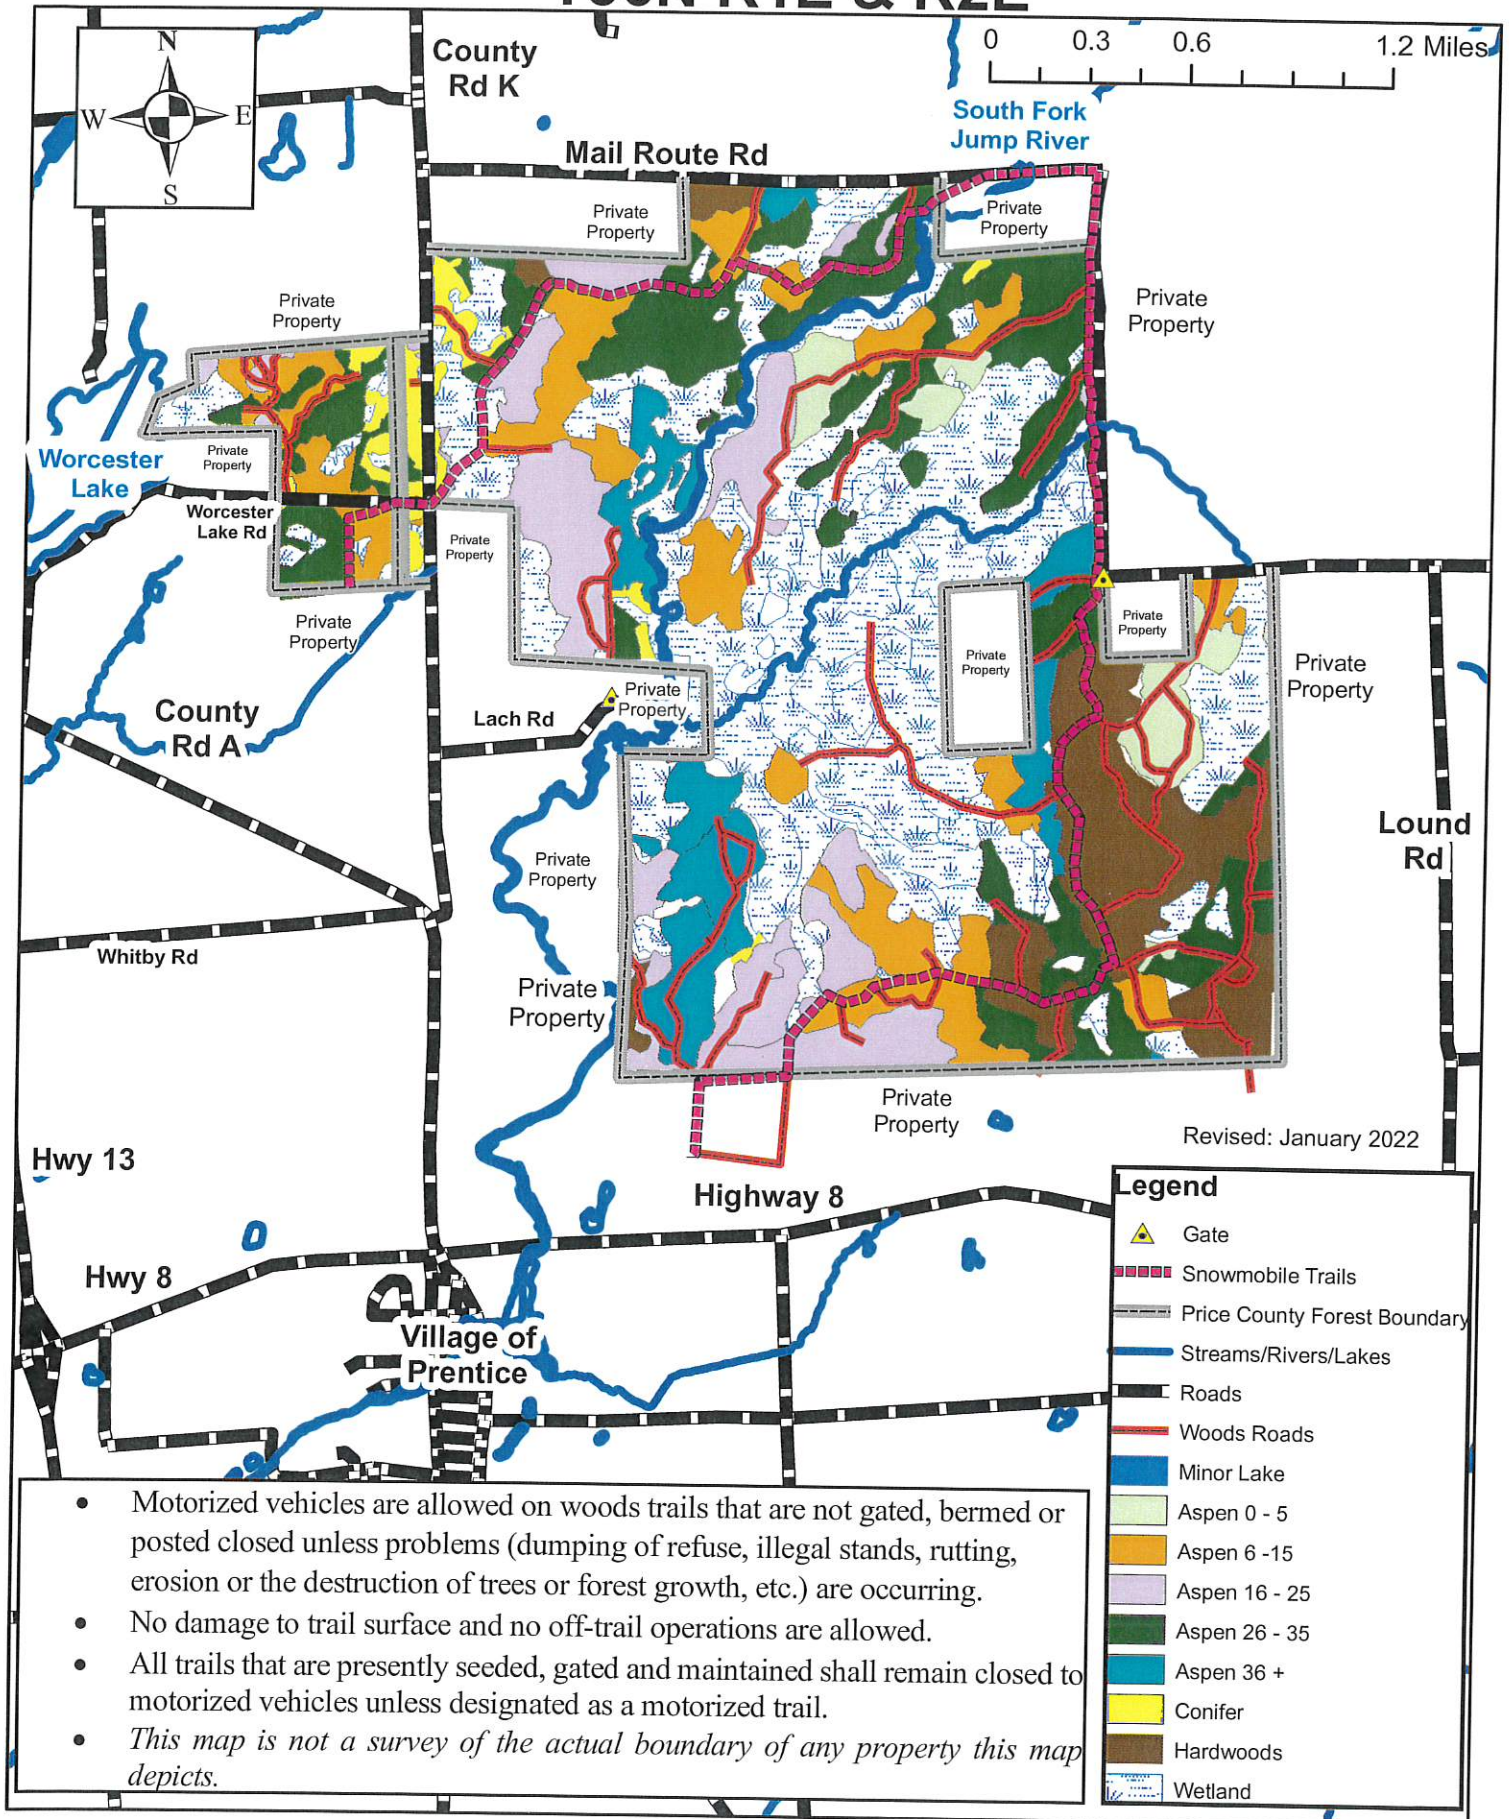 N
W
E
S
County
Rd K
0
0.3
0.6
1.2 Miles
South Fork
Jump River
Mail Route Rd
Private
Property
Private
Property
Private
Property
Private
Property
Worcester
Lake
Private
Property
Worcester
Lake Rd
Private
Property
Private
Property
Private
Property
Private
Property
Private
Property
County
Rd A
Lach Rd
Private
Property
Lound
Rd
Private
Property
Whitby Rd
Private
Property
Private
Property
Revised: January 2022
Hwy 13
Highway 8
Hwy 8
Village of
Prentice
Legend
Gate
Snowmobile Trails
Price County Forest Boundary
Streams/Rivers/Lakes
Roads
Woods Roads
Minor Lake
Aspen 0 - 5
Aspen 6 -15
Aspen 16 - 25
Aspen 26 - 35
Aspen 36 +
Conifer
Hardwoods
Wetland
• Motorized vehicles are allowed on woods trails that are not gated, bermed or
posted closed unless problems (dumping of refuse, illegal stands, rutting,
erosion or the destruction of trees or forest growth, etc.) are occurring.
• No damage to trail surface and no off-trail operations are allowed.
• All trails that are presently seeded, gated and maintained shall remain closed to
motorized vehicles unless designated as a motorized trail.
• This map is not a survey of the actual boundary of any property this map
depicts.